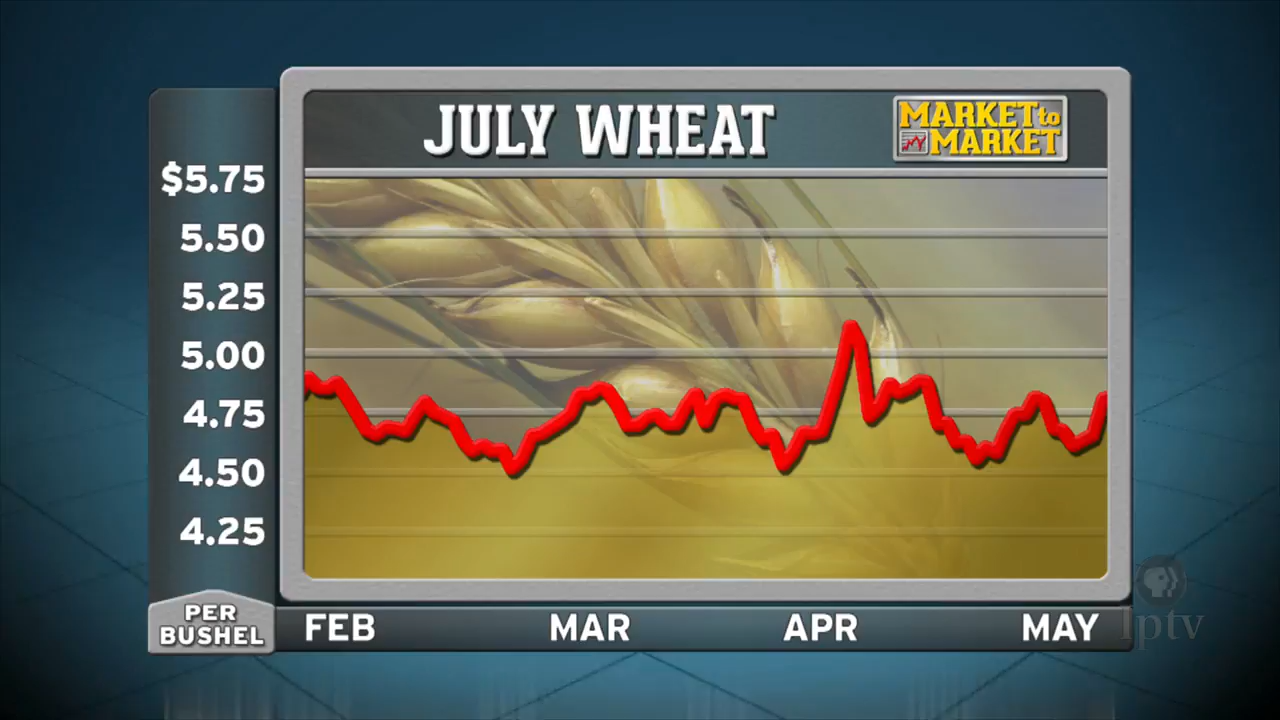 JULY WHEAT
MARKET to
MARKET
$5.75
5.50
5.25
5.00
4.75
4.50
4.25
PER
BUSHEL
FEB MAR APR MAY
Iptv